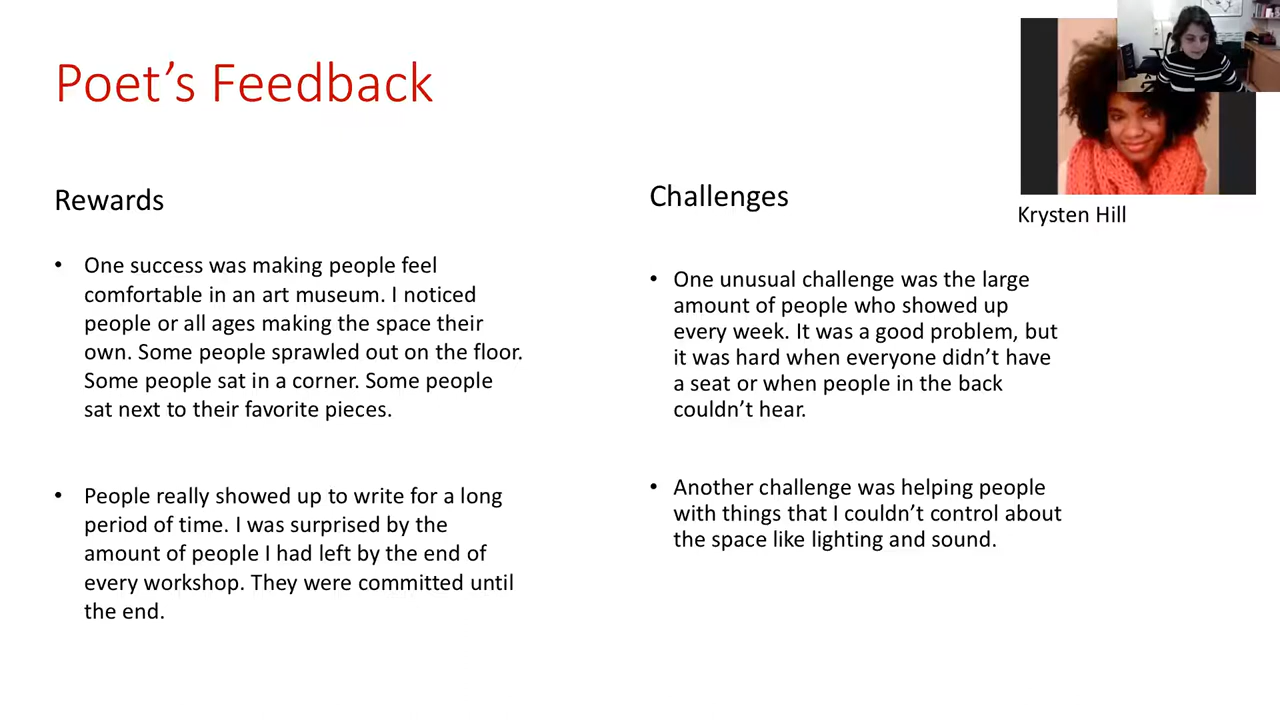 Poet's Feedback
Rewards
• One success was making people feel
comfortable in an art museum. I noticed
people or all ages making the space their
own. Some people sprawled out on the floor.
Some people sat in a corner. Some people
sat next to their favorite pieces.
• People really showed up to write for a long
period of time. I was surprised by the
amount of people I had left by the end of
every workshop. They were committed until
the end.
Challenges
• One unusual challenge was the large
amount of people who showed up
every week. It was a good problem, but
it was hard when everyone didn't have
a seat or when people in the back
couldn't hear.
• Another challenge was helping people
with things that I couldn't control about
the space like lighting and sound.
Krysten Hill